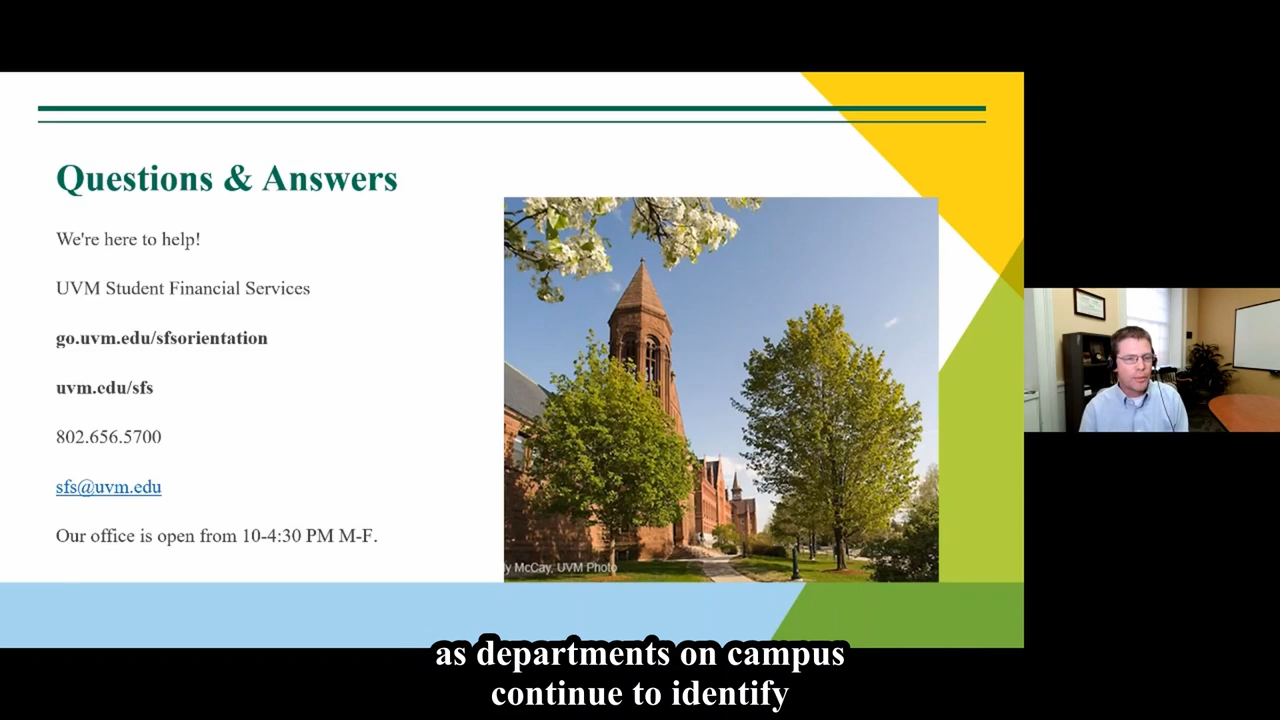 Questions & Answers
We're here to help!
UVM Student Financial Services
go.uvm.edu/sfsorientation
uvm.edu/sfs
802.656.5700
sfs@uvm.edu
Our office is open from 10-4:30 PM M-F.
y McCay, UVM Photo
as departments on campus
continue to identify